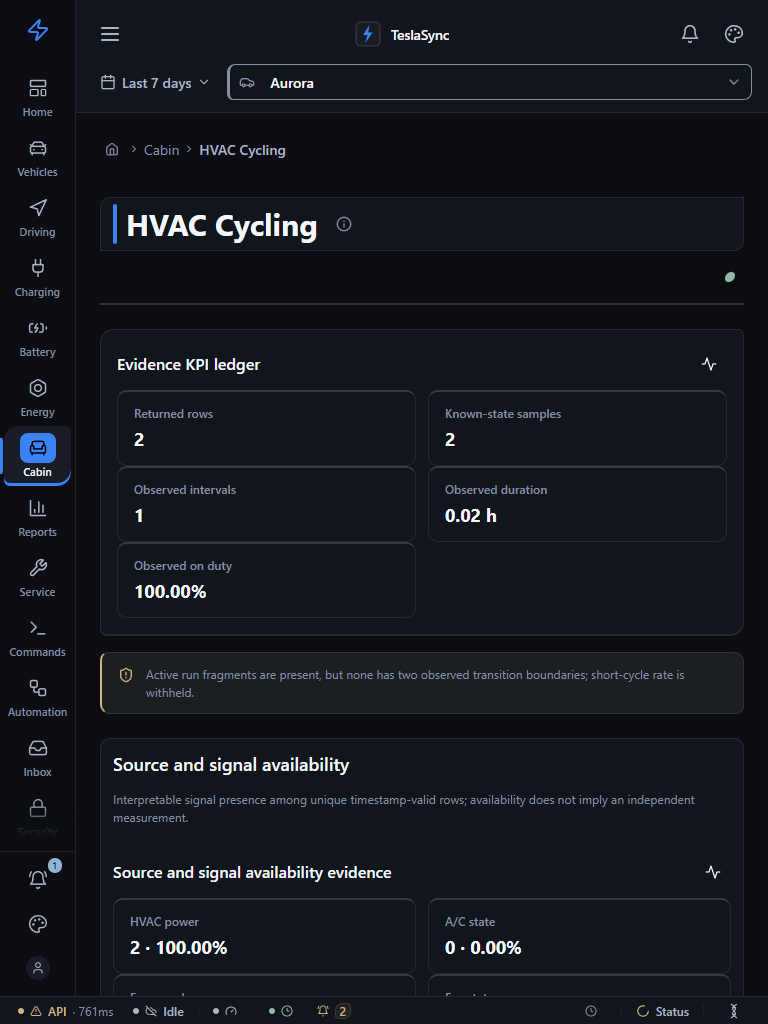 TeslaSync
Last 7 days
Aurora
Home
Vehicles
Driving
Charging
Battery
Energy
Cabin
Reports
Service
Commands
Automation
Inbox
Security
1
Cabin
HVAC Cycling
HVAC Cycling
Evidence KPI ledger
Returned rows
2
Known-state samples
2
Observed intervals
1
Observed duration
0.02 h
Observed on duty
100.00%
Active run fragments are present, but none has two observed transition boundaries; short-cycle rate is
withheld.
Source and signal availability
Interpretable signal presence among unique timestamp-valid rows; availability does not imply an independent
measurement.
Source and signal availability evidence
HVAC power
2 · 100.00%
A/C state
0 · 0.00%
API · 761ms
Idle
2
Status